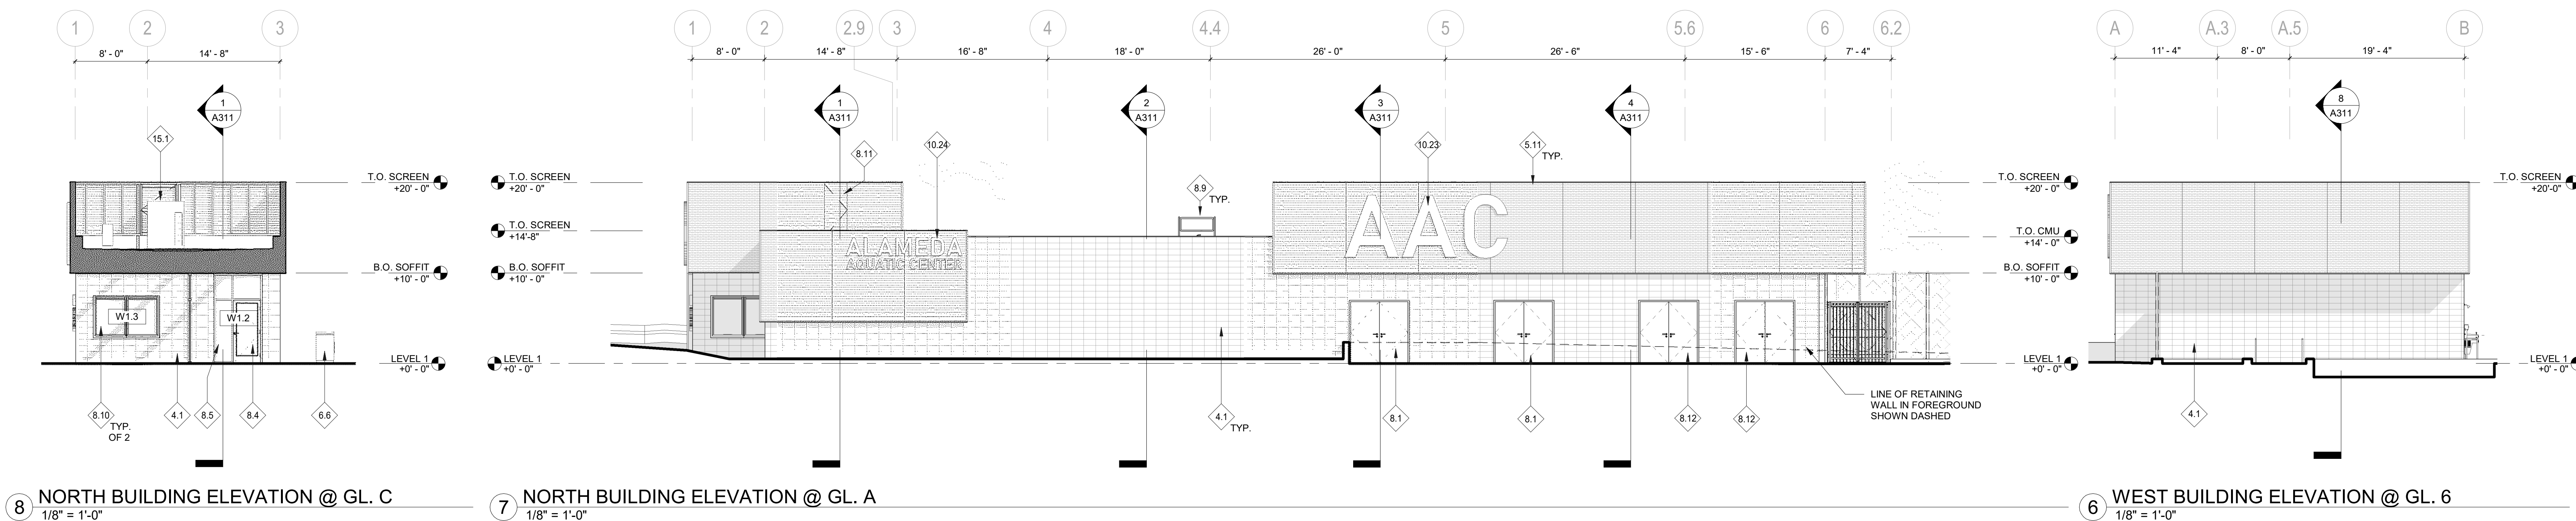 1
2
3
8' - 0"
14' - 8"
1
A311
15.1
T.O. SCREEN
+20' - 0"
B.O. SOFFIT
+10' - 0"
W1.3
W1.2
LEVEL 1
+0' - 0"
8.10
TYP.
OF 2
4.1
8.5
8.4
6.6
8
NORTH BUILDING ELEVATION @ GL. C
1/8" = 1'-0"
1
2
2.9
3
4
4.4
5
5.6
6
6.2
8' - 0"
14' - 8"
16' - 8"
18' - 0"
26' - 0"
26' - 6"
15' - 6"
7' - 4"
1
A311
2
A311
3
A311
4
A311
8.11
10.24
10.23
5.11
TYP.
8.9
TYP.
T.O. SCREEN
+20' - 0"
T.O. SCREEN
+14'-8"
B.O. SOFFIT
+10' - 0"
LEVEL 1
+0' - 0"
ALAMEDA
AQUATIC CENTER
AAC
T.O. SCREEN
+20' - 0"
T.O. CMU
+14' - 0"
B.O. SOFFIT
+10' - 0"
LEVEL 1
+0' - 0"
4.1
TYP.
8.1
8.1
8.12
8.12
LINE OF RETAINING
WALL IN FOREGROUND
SHOWN DASHED
7
NORTH BUILDING ELEVATION @ GL. A
1/8" = 1'-0"
A
A.3
A.5
B
11' - 4"
8' - 0"
19' - 4"
8
A311
T.O. SCREEN
+20'-0"
LEVEL 1
+0' - 0"
4.1
6
WEST BUILDING ELEVATION @ GL. 6
1/8" = 1'-0"